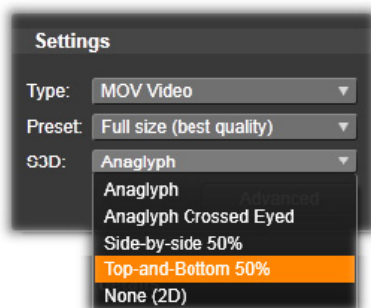 Settings
Type: MOV Video
Preset: Full size (best quality)
S3D: Anaglyph
Anaglyph
Advanced
Anaglyph Crossed Eyed
Side-by-side 50%
Top-and-Bottom 50%
None (2D)